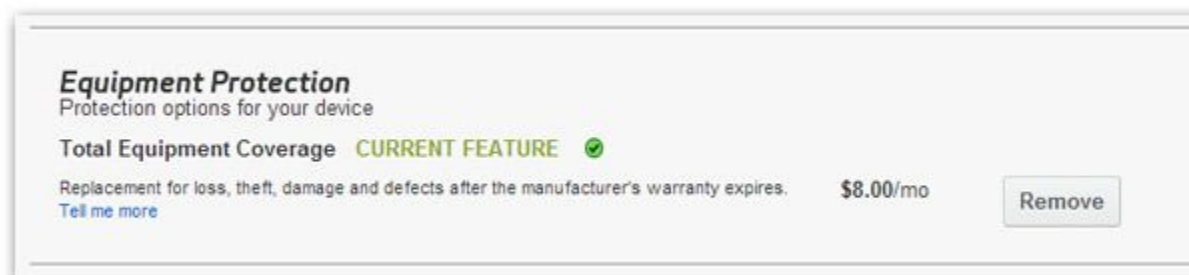 Equipment Protection
Protection options for your device
Total Equipment Coverage CURRENT FEATURE
Replacement for loss, theft, damage and defects after the manufacturer's warranty expires. $8.00/mo Remove
Tell me more